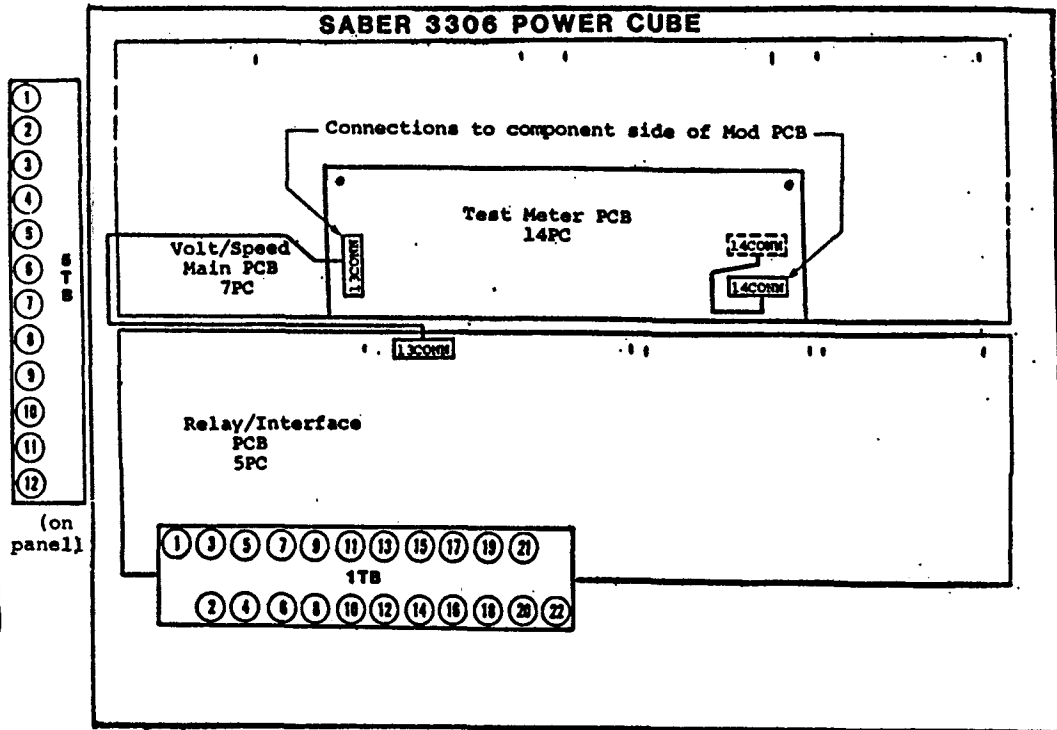 SABER 3306 POWER CUBE
Connections to component side of Mod PCB
1
2
3
4
5
6
7
8
9
10
11
12
5TB
(on
panel]
Test Meter PCB
14PC
Volt/Speed
Main PCB
7PC
13CONN
14CONN
14CONN
13CONN
Relay/Interface
PCB
5PC
1 3 5 7 9 11 13 15 17 19 21
1TB
2 4 6 8 10 12 14 16 18 20 22